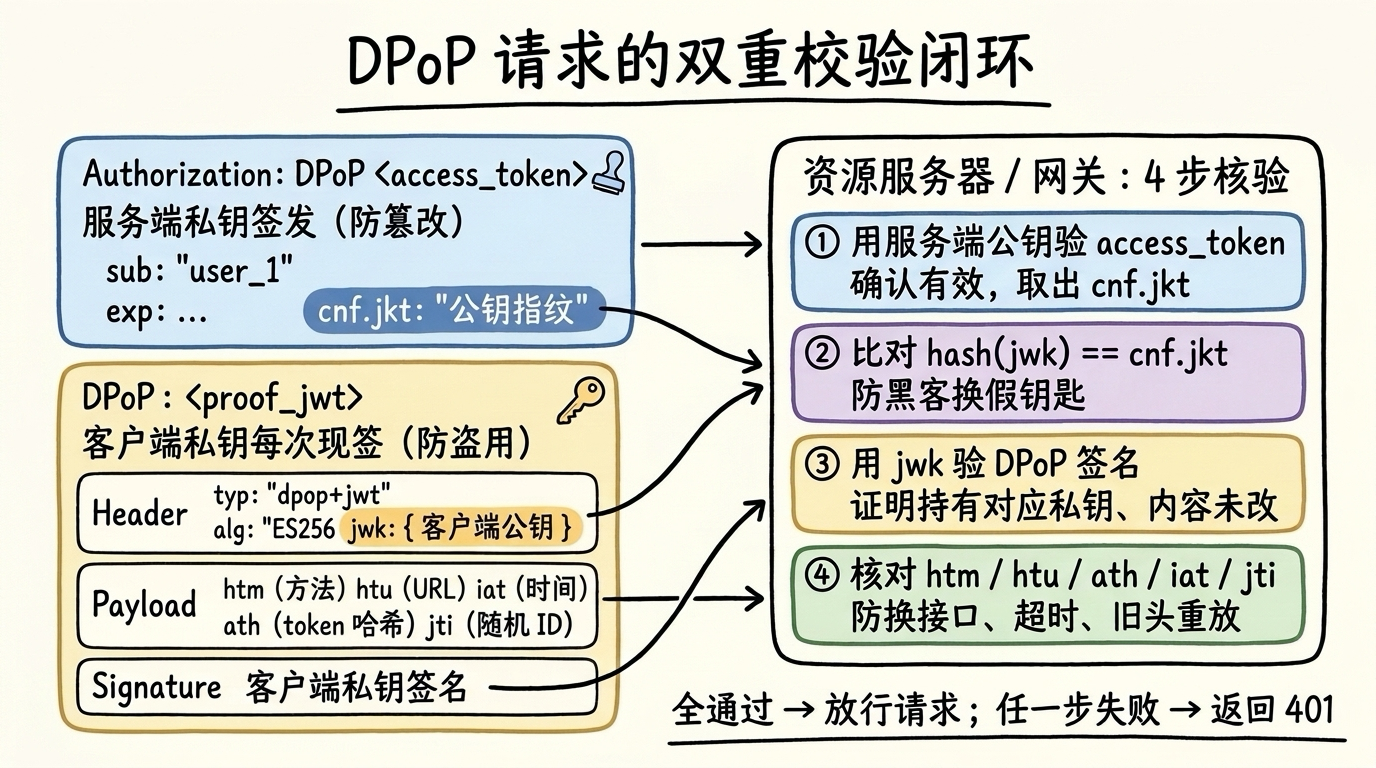 DPoP 请求的双重校验闭环
Authorization: DPoP <access_token>
服务端私钥签发（防篡改）
sub: "user_1"
exp: ...
cnf.jkt: "公钥指纹"
DPoP : <proof_jwt>
客户端私钥每次现签（防盗用）
Header
typ: "dpop+jwt"
alg: "ES256 jwk: { 客户端公钥 }
Payload
htm (方法) htu (URL) iat (时间)
ath (token 哈希) jti (随机 ID)
Signature 客户端私钥签名
资源服务器 / 网关 : 4 步核验
① 用服务端公钥验 access_token
确认有效，取出 cnf.jkt
② 比对 hash(jwk) == cnf.jkt
防黑客换假钥匙
③ 用 jwk 验 DPoP 签名
证明持有对应私钥、内容未改
④ 核对 htm / htu / ath / iat / jti
防换接口、超时、旧头重放
全通过 → 放行请求 ; 任一步失败 → 返回 401